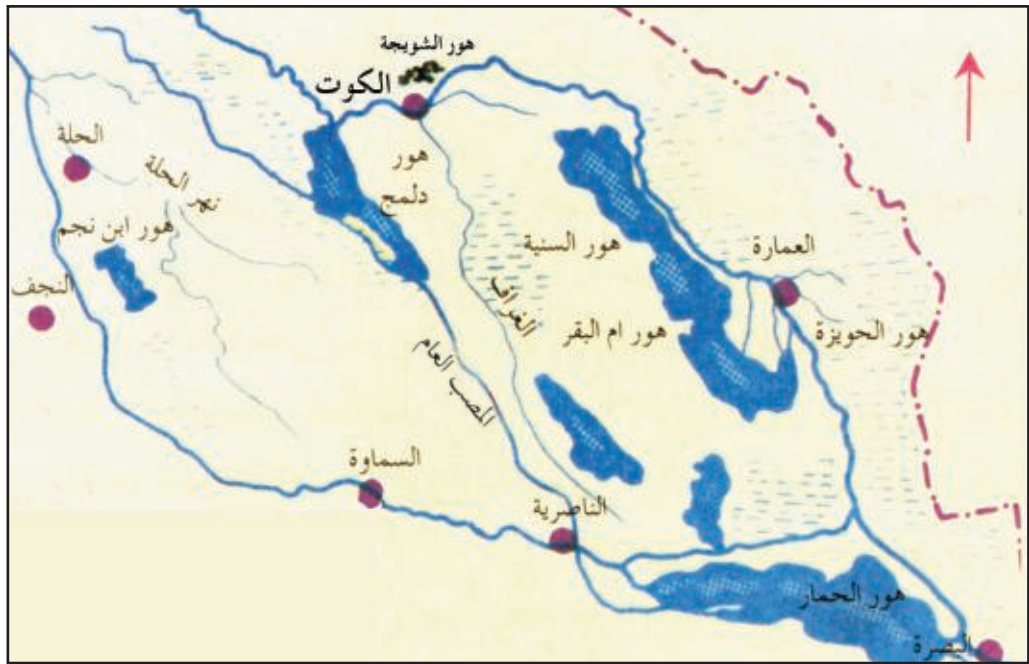 هور الشويجة
الكوت
هور
دلمج
الحلة
نهر الحلة
هور ابن نجم
النجف
هور السنية
العمارة
الغراف
هور ام البقر
هور الحويزة
المصب العام
السماوة
الناصرية
هور الحمار
البصرة